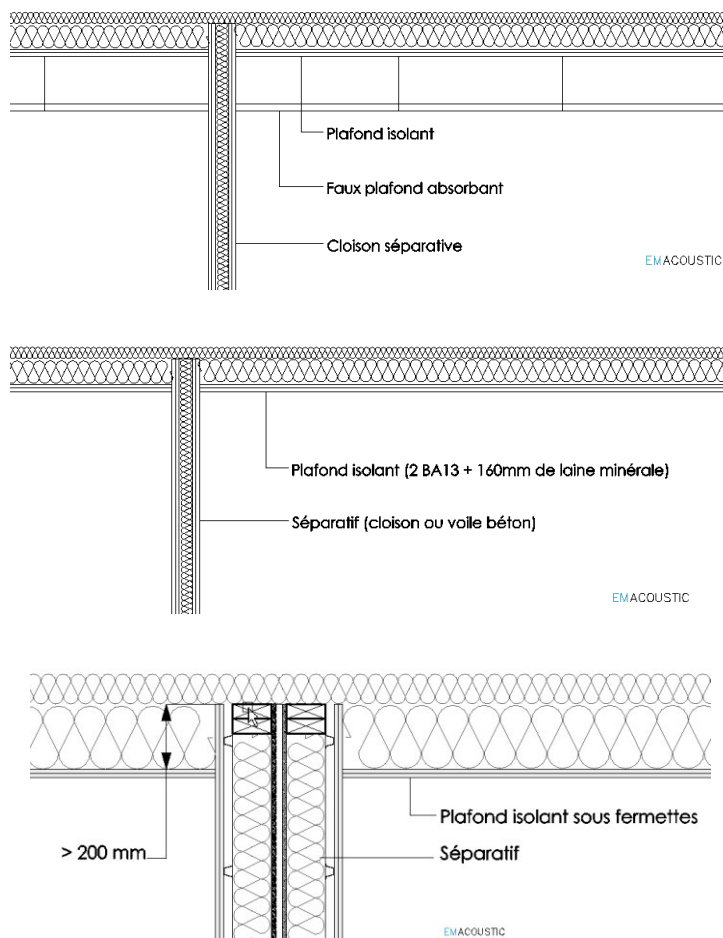 Plafond isolant
Faux plafond absorbant
Cloison séparative
EMACOUSTIC
Plafond isolant (2 BA13 + 160mm de laine minérale)
Séparatif (cloison ou voile béton)
EMACOUSTIC
Plafond isolant sous fermettes
> 200 mm
Séparatif
EMACOUSTIC